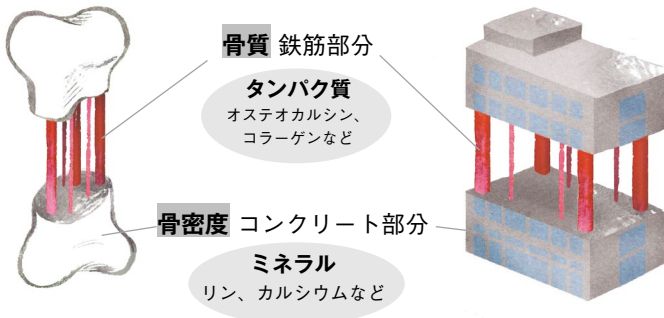 骨質 鉄筋部分
タンパク質
オステオカルシン、
コラーゲンなど
骨密度 コンクリート部分
ミネラル
リン、カルシウムなど